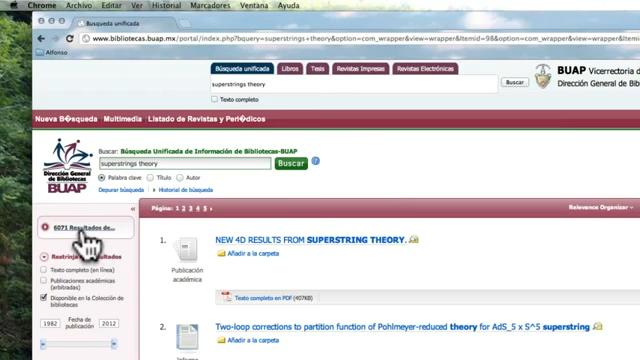 Chrome Archivo Editar Ver Historial Marcadores Ventana Ayuda
Búsqueda unificada
www.bibliotecas.buap.mx/portal/index.php?bquery=superstrings+theory&option=com_wrapper&view=wrapper&Itemid=98&option=com_wrapper&view=wrapper&Item
Alfonso
Búsqueda unificada Libros Tesis Revistas Impresas Revistas Electrónicas
superstrings theory
Buscar
Texto completo
BUAP Vicerrectoría d
Dirección General de Bibl
Nueva B�squeda Multimedia Listado de Revistas y Peri�dicos
Buscar: Búsqueda Unificada de Información de Bibliotecas-BUAP
superstrings theory
Buscar
Palabra clave Título Autor
Depurar búsqueda Historial de búsqueda
Dirección General
de Bibliotecas
BUAP
«
Página: 1 2 3 4 5
Relevance Organizar
6071 Resultados de...
Restrinja resultados
Texto completo (en línea)
Publicaciones académicas
(arbitradas)
Disponible en la Colección de
bibliotecas
Fecha de
publicación
1982
2012
1.
NEW 4D RESULTS FROM SUPERSTRING THEORY.
Añadir a la carpeta
Publicación
académica
Texto completo en PDF (407KB)
2.
Two-loop corrections to partition function of Pohlmeyer-reduced theory for AdS_5 x S^5 superstring
Añadir a la carpeta
Informe